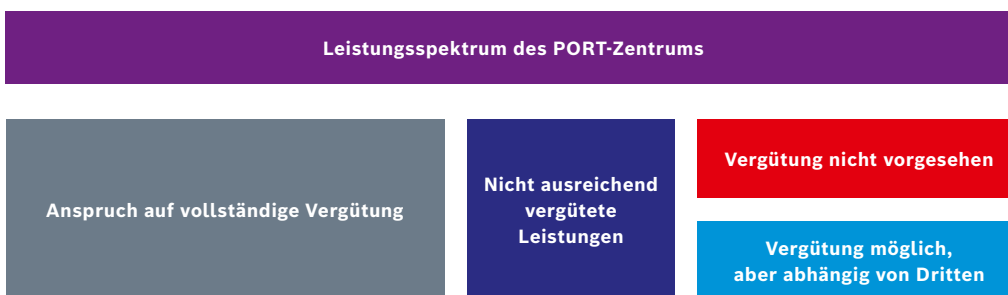 Leistungsspektrum des PORT-Zentrums
Anspruch auf vollständige Vergütung
Nicht ausreichend
vergütete
Leistungen
Vergütung nicht vorgesehen
Vergütung möglich,
aber abhängig von Dritten